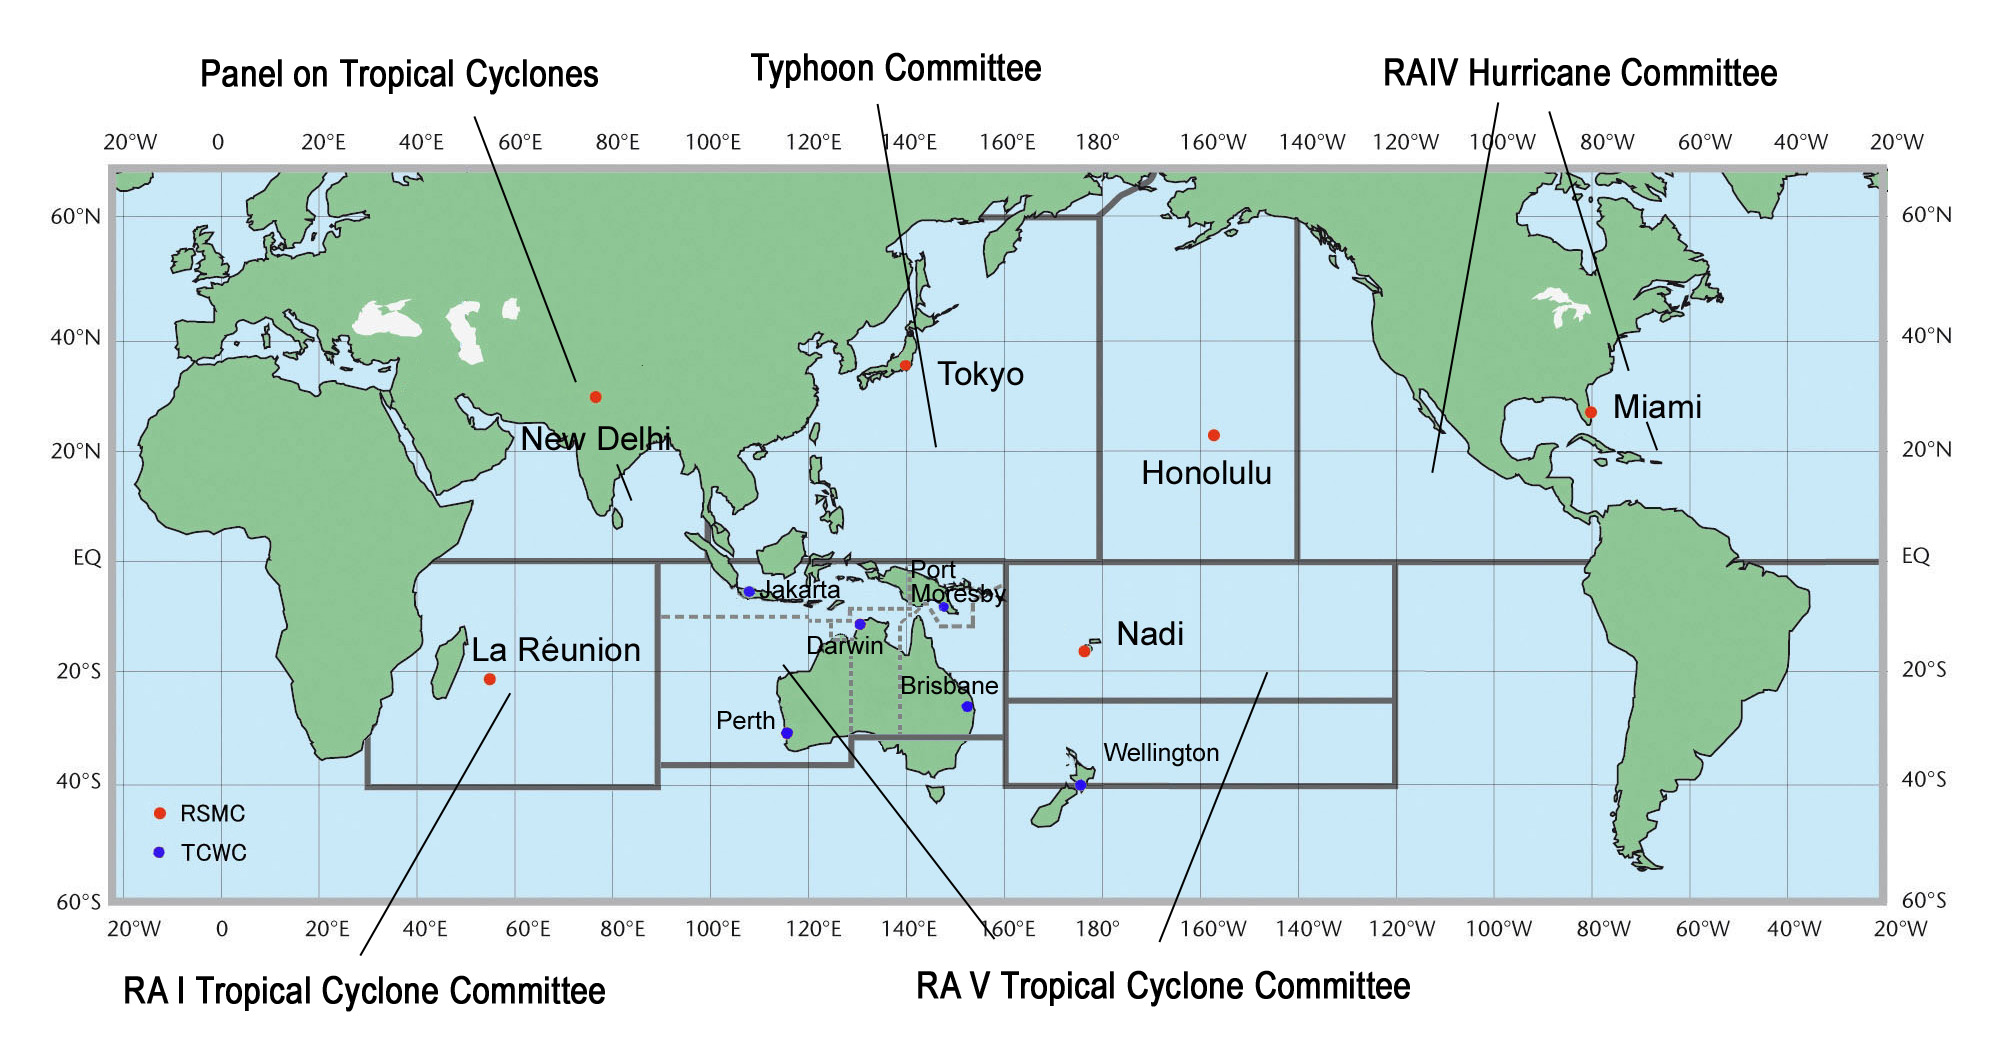 Panel on Tropical Cyclones
Typhoon Committee
RAIV Hurricane Committee
20°W 0 20°E 40°E 60°E 80°E 100°E 120°E 140°E 160°E 180° 160°W 140°W 120°W 100°W 80°W 60°W 40°W 20°W
60°N 60°N
40°N 40°N
Tokyo
Miami
New Delhi
20°N 20°N
Honolulu
EQ EQ
Port
Moresby
Jakarta
Nadi
Darwin
La Réunion
20°S 20°S
Brisbane
Perth
Wellington
40°S 40°S
RSMC
TCWC
60°S 60°S
20°W 0 20°E 40°E 60°E 80°E 100°E 120°E 140°E 160°E 180° 160°W 140°W 120°W 100°W 80°W 60°W 40°W 20°W
RA I Tropical Cyclone Committee
RA V Tropical Cyclone Committee